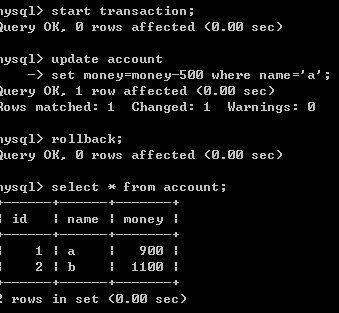 mysql> start transaction;
Query OK, 0 rows affected (0.00 sec)
mysql> update account
    -> set money=money-500 where name='a';
Query OK, 1 row affected (0.00 sec)
Rows matched: 1  Changed: 1  Warnings: 0
mysql> rollback;
Query OK, 0 rows affected (0.00 sec)
mysql> select * from account;
+----+------+-------+
| id | name | money |
+----+------+-------+
|  1 | a    |   900 |
|  2 | b    |  1100 |
+----+------+-------+
2 rows in set (0.00 sec)